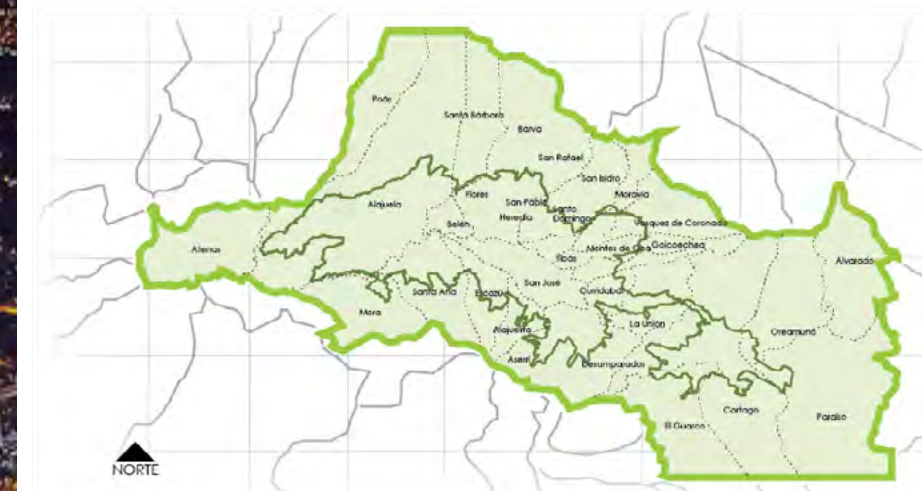 Poás
Santa Bárbara
Barva
San Rafael
San Isidro
Moravia
Alajuela
Flores
San Pablo
Heredia
Santo
Domingo
Vásquez de Coronado
Belén
Atenas
Montes de Oca
Goicoechea
Tibás
Alvarado
San José
Curridabat
Santa Ana
Escazú
Mora
Alajuelita
La Unión
Oreamuno
Aserrí
Desamparados
Cartago
Paraíso
El Guarco
NORTE